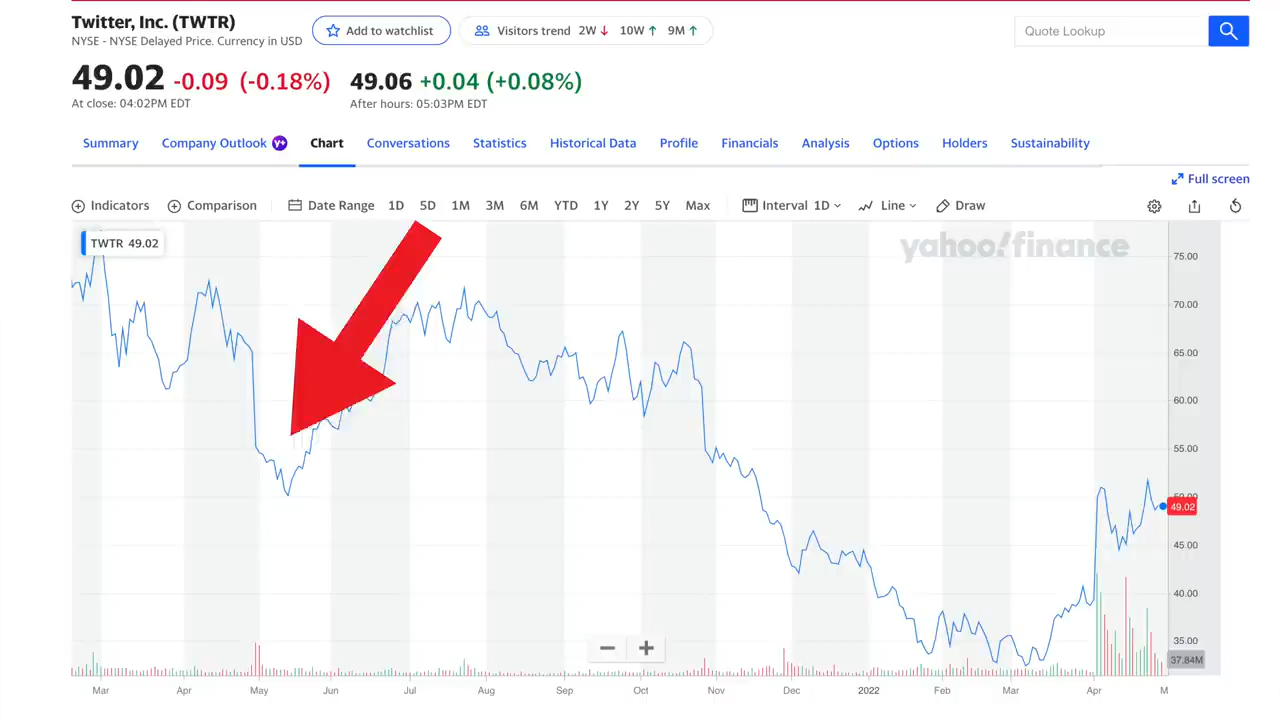 Twitter, Inc. (TWTR)
NYSE - NYSE Delayed Price. Currency in USD
Add to watchlist
Visitors trend 2W ↓ 10W ↑ 9M ↑
Quote Lookup
49.02 -0.09 (-0.18%)
At close: 04:02PM EDT
49.06 +0.04 (+0.08%)
After hours: 05:03PM EDT
Summary Company Outlook Y+ Chart Conversations Statistics Historical Data Profile Financials Analysis Options Holders Sustainability
Full screen
Indicators Comparison Date Range 1D 5D 1M 3M 6M YTD 1Y 2Y 5Y Max Interval 1D Line Draw
TWTR 49.02
yahoo!finance
75.00
70.00
65.00
60.00
55.00
50.00
49.02
45.00
40.00
35.00
37.84M
Mar Apr May Jun Jul Aug Sep Oct Nov Dec 2022 Feb Mar Apr M